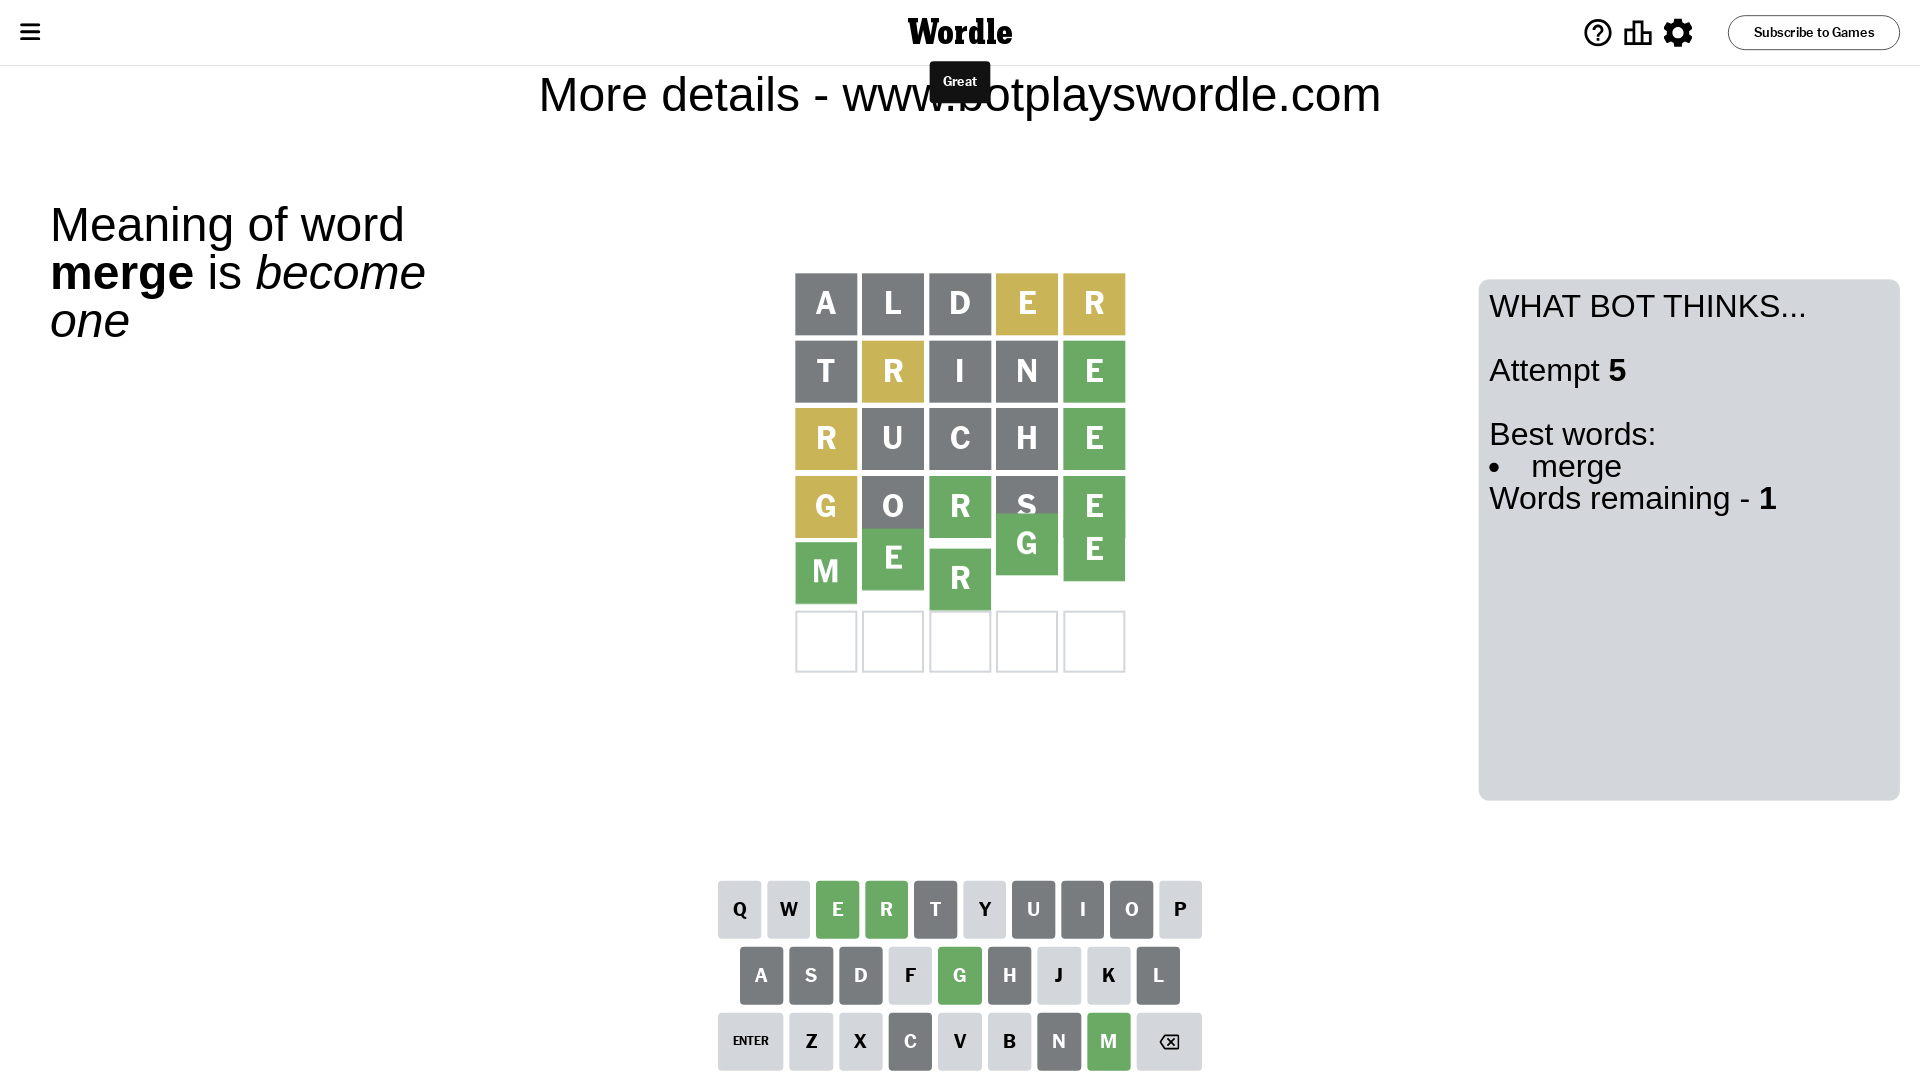 Wordle
Subscribe to Games
Great
More details - www.botplayswordle.com
Meaning of word
merge is become
one
A L D E R
T R I N E
R U C H E
G O R S E
M E R G E
WHAT BOT THINKS...
Attempt 5
Best words:
• merge
Words remaining - 1
Q W E R T Y U I O P
A S D F G H J K L
ENTER Z X C V B N M